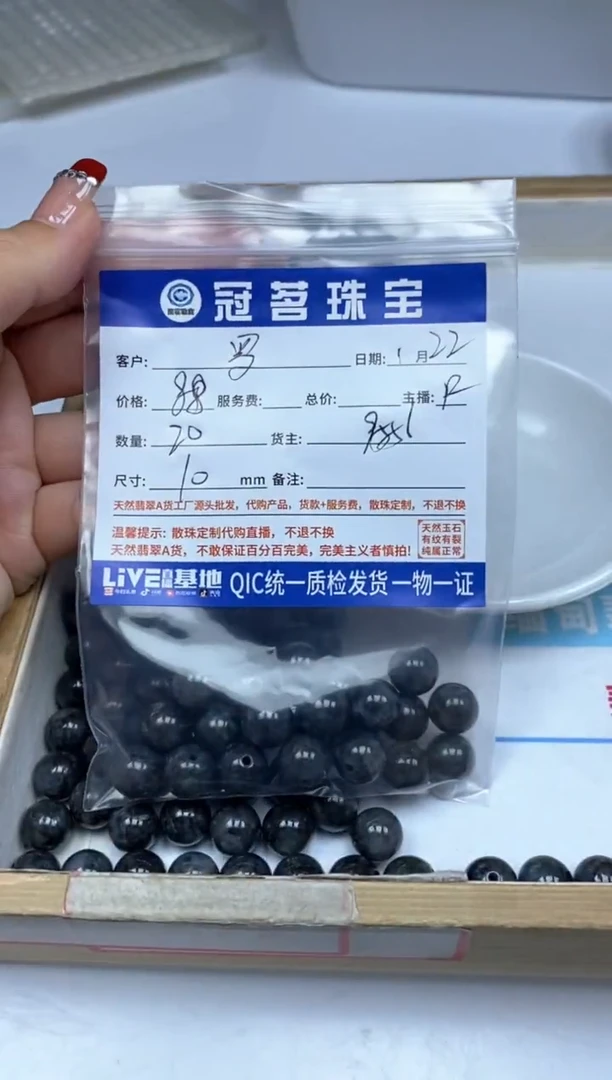 冠茗珠宝
客户: 罗 日期: 1月22
价格: 服务费: 总价: 主播:
数量: 20 货主:
尺寸: 10 mm 备注:
天然翡翠A货工厂源头批发，代购产品，货款+服务费，散珠定制，不退不换
温馨提示: 散珠定制代购直播，不退不换
天然翡翠A货，不敢保证百分百完美，完美主义者慎拍!
天然玉石
有纹有裂
纯属正常
LiVE直播基地 QIC统一质检发货一物一证